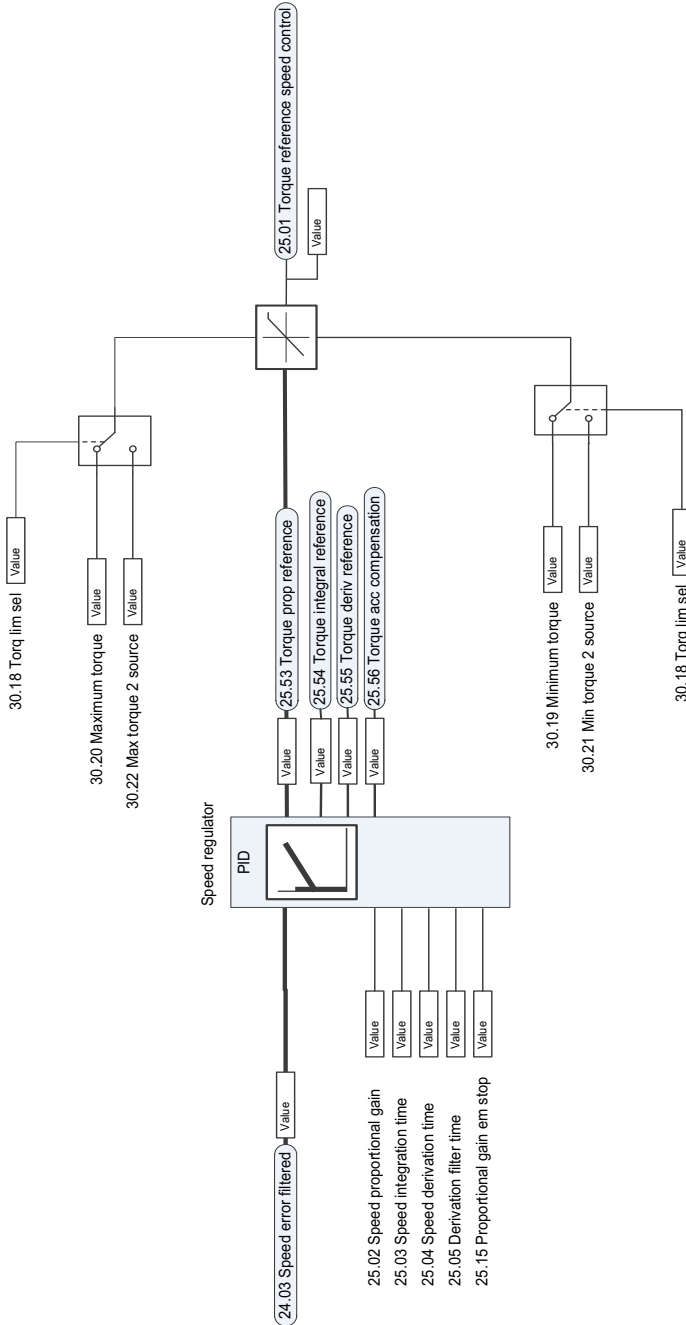 30.18 Torq lim sel Value
30.20 Maximum torque Value
30.22 Max torque 2 source Value
Speed regulator
PID
24.03 Speed error filtered Value
Value 25.53 Torque prop reference
25.01 Torque reference speed control
Value
Value 25.54 Torque integral reference
Value 25.55 Torque deriv reference
Value 25.56 Torque acc compensation
25.02 Speed proportional gain Value
25.03 Speed integration time Value
25.04 Speed derivation time Value
25.05 Derivation filter time Value
25.15 Proportional gain em stop Value
30.19 Minimum torque Value
30.21 Min torque 2 source Value
30.18 Torq lim sel Value